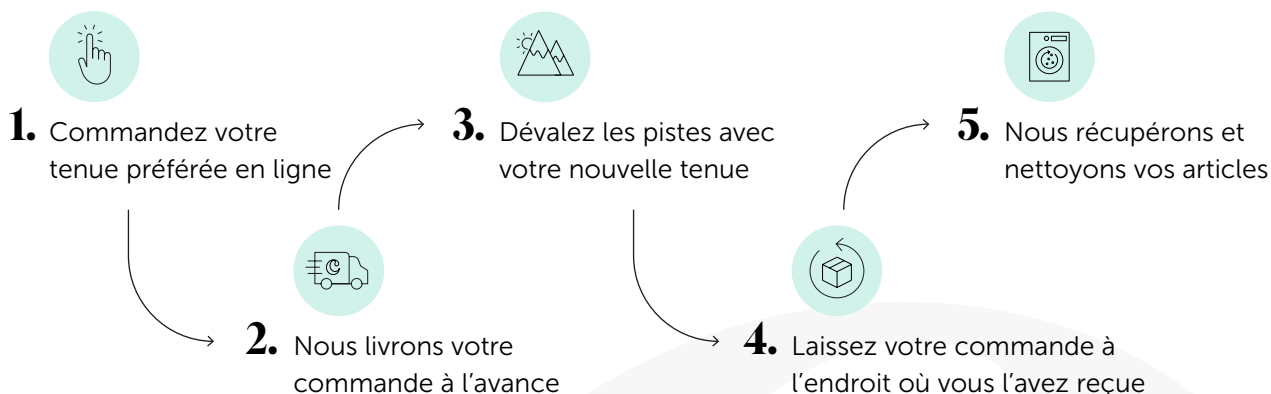 1. Commandez votre
tenue préférée en ligne
2. Nous livrons votre
commande à l'avance
3. Dévalez les pistes avec
votre nouvelle tenue
4. Laissez votre commande à
l'endroit où vous l'avez reçue
5. Nous récupérons et
nettoyons vos articles